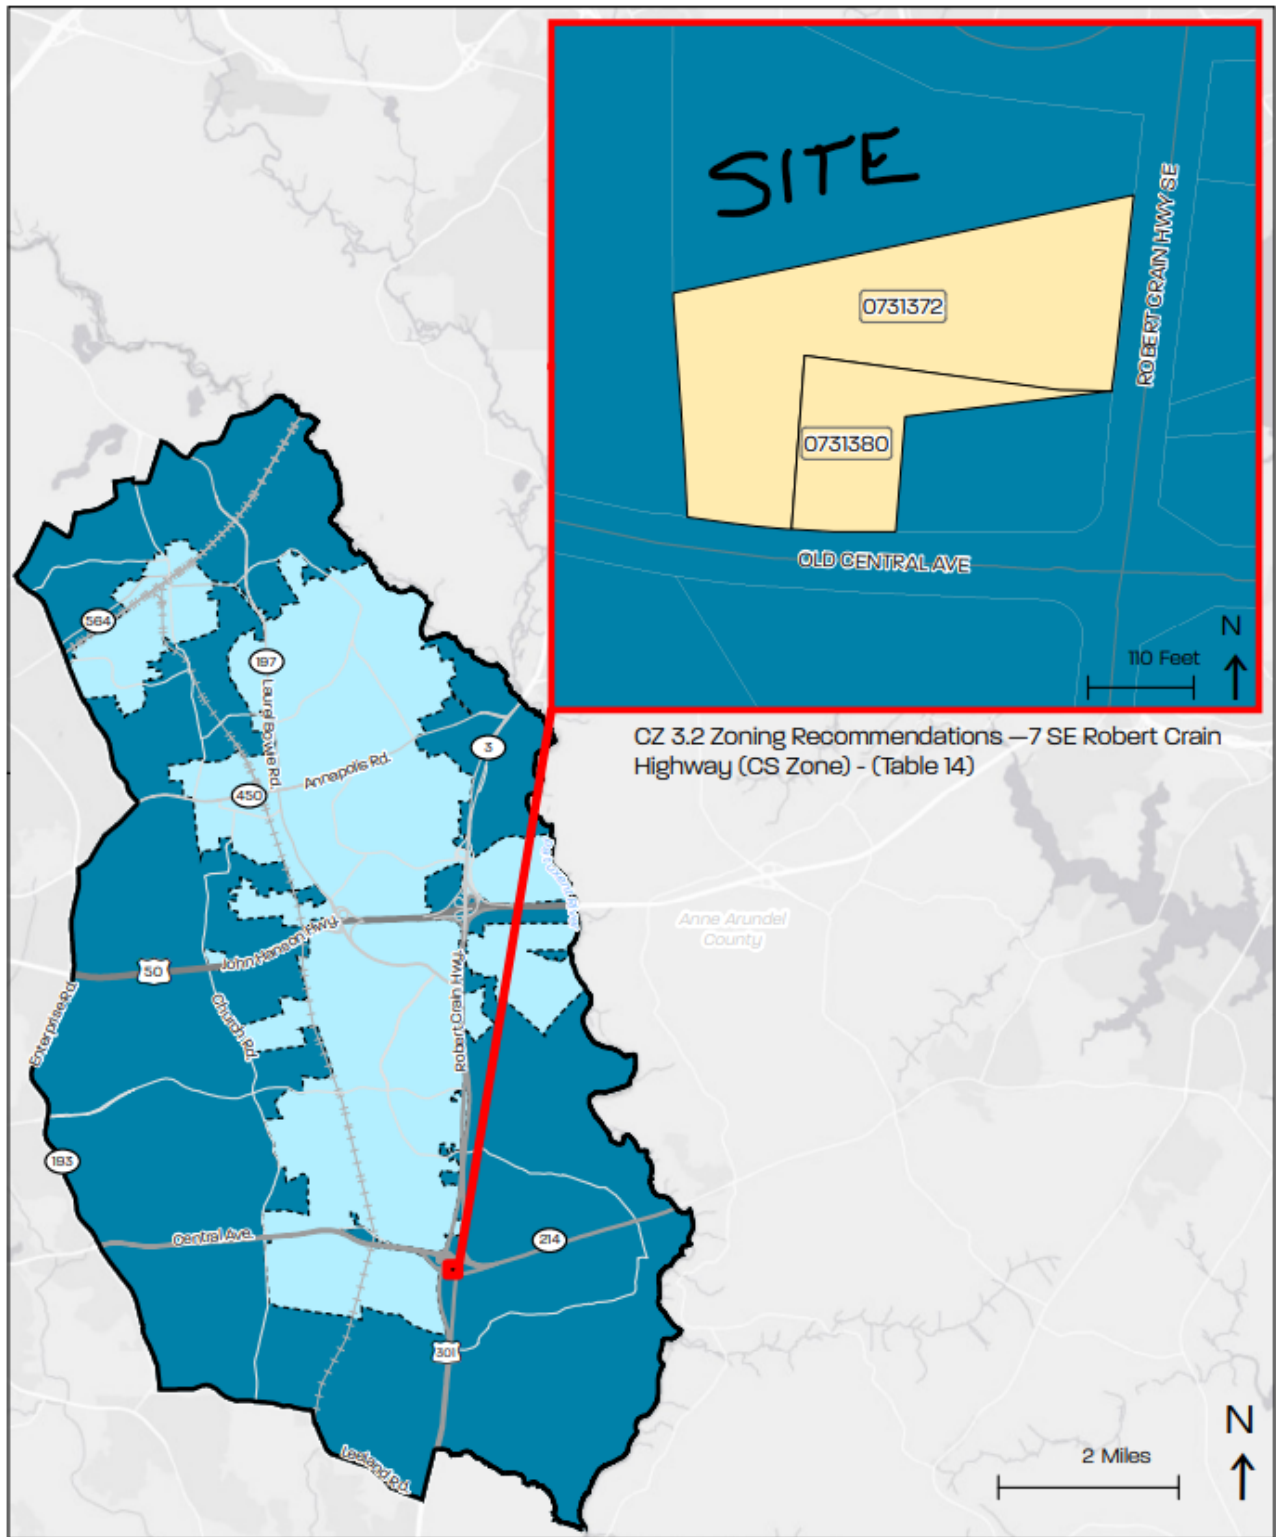 SITE
0731372
0731380
ROBERT CRAIN HWY SE
OLD CENTRAL AVE
N
110 Feet
CZ 3.2 Zoning Recommendations —7 SE Robert Crain
Highway (CS Zone) - (Table 14)
564
197
Laurel Bowie Rd.
3
Annapolis Rd.
450
Anne Arundel
County
John Hanson Hwy.
50
Robert Crain Hwy.
Enterprise Rd.
Church Rd.
193
Central Ave.
214
301
Leeland Rd.
N
2 Miles